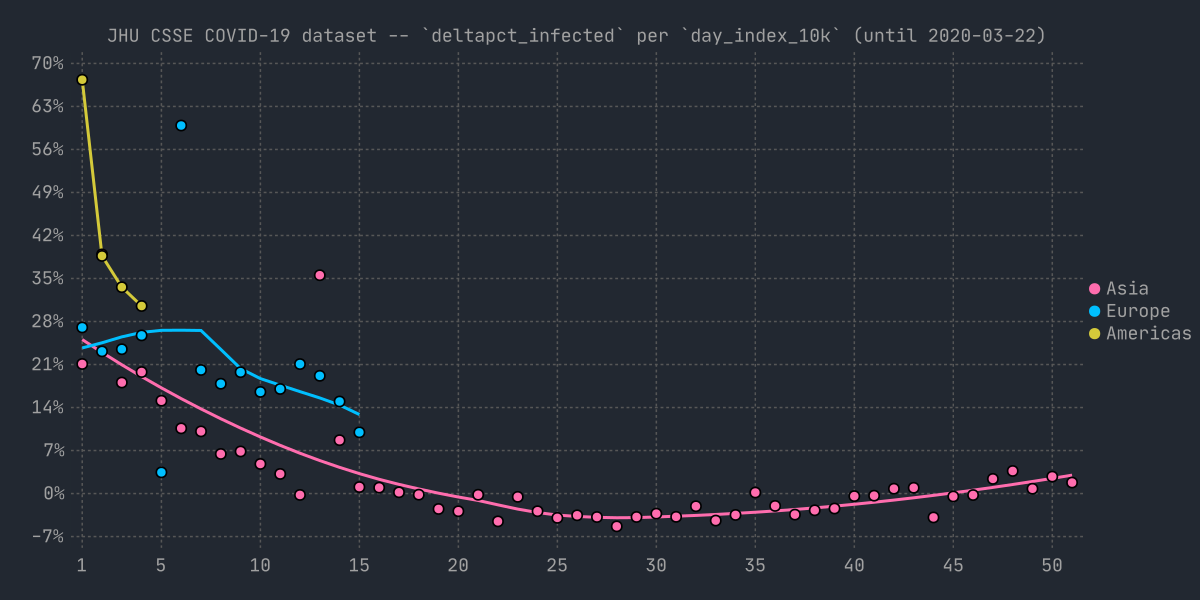 JHU CSSE COVID-19 dataset -- `deltapct_infected` per `day_index_10k` (until 2020-03-22)
70%
63%
56%
49%
42%
35%
28%
21%
14%
7%
0%
-7%
1 5 10 15 20 25 30 35 40 45 50
Asia
Europe
Americas